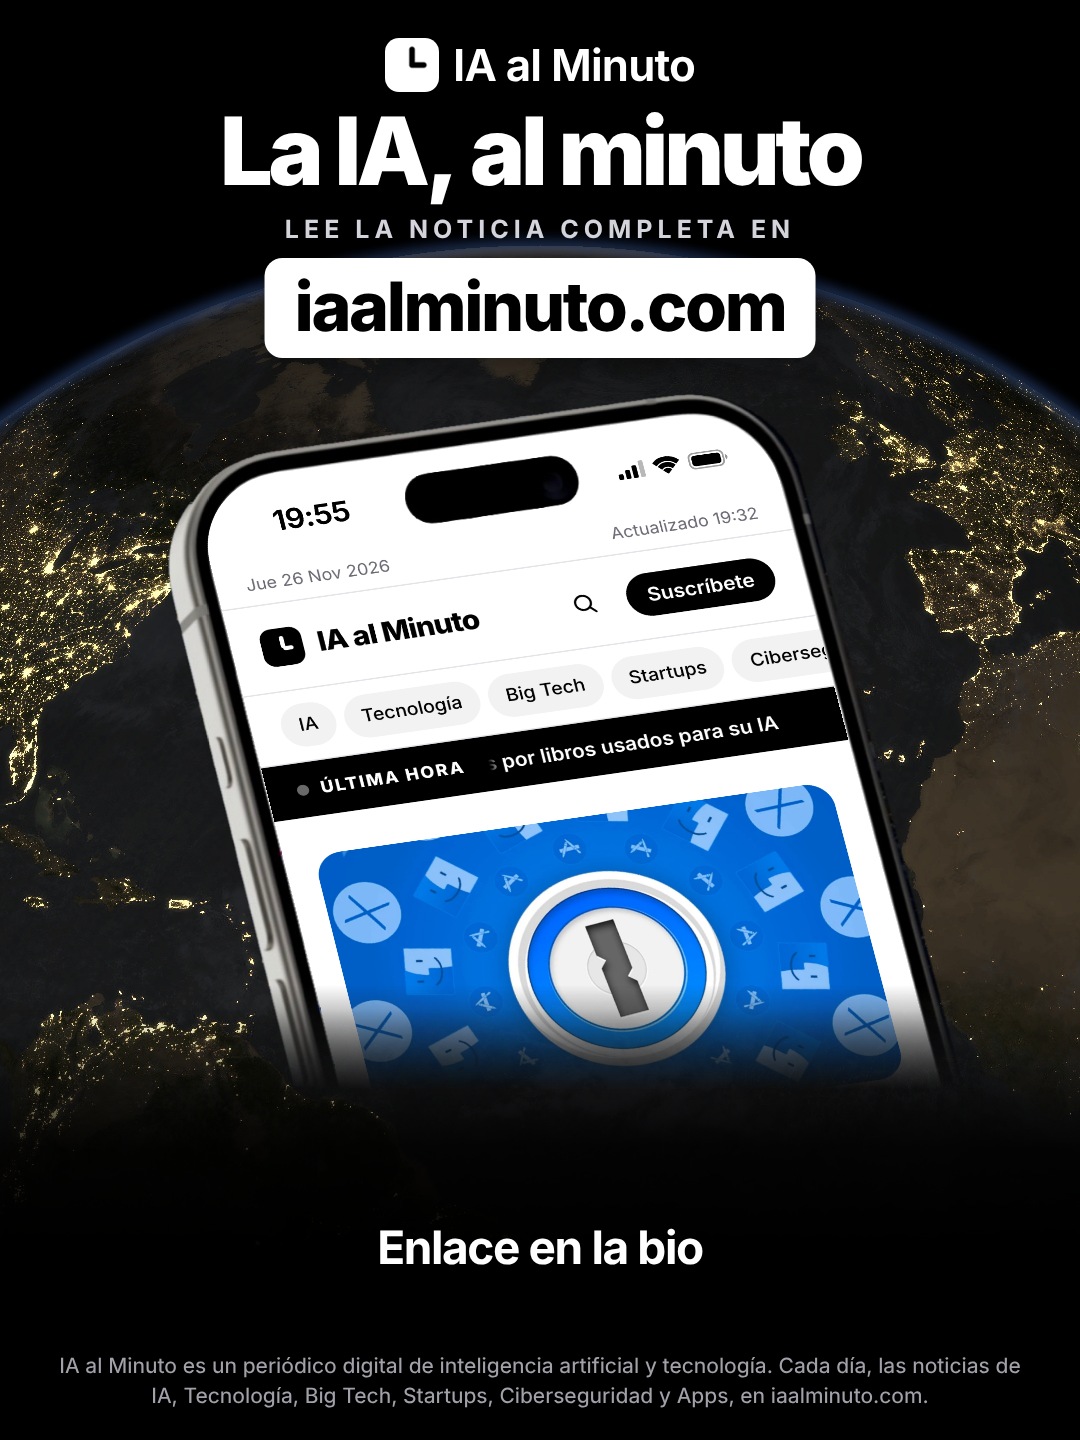 IA al Minuto
La IA, al minuto
LEE LA NOTICIA COMPLETA EN
iaalminuto.com
19:55
Jue 26 Nov 2026
Actualizado 19:32
IA al Minuto
Suscríbete
IA
Tecnología
Big Tech
Startups
Ciberseg
ÚLTIMA HORA
por libros usados para su IA
Enlace en la bio
IA al Minuto es un periódico digital de inteligencia artificial y tecnología. Cada día, las noticias de
IA, Tecnología, Big Tech, Startups, Ciberseguridad y Apps, en iaalminuto.com.